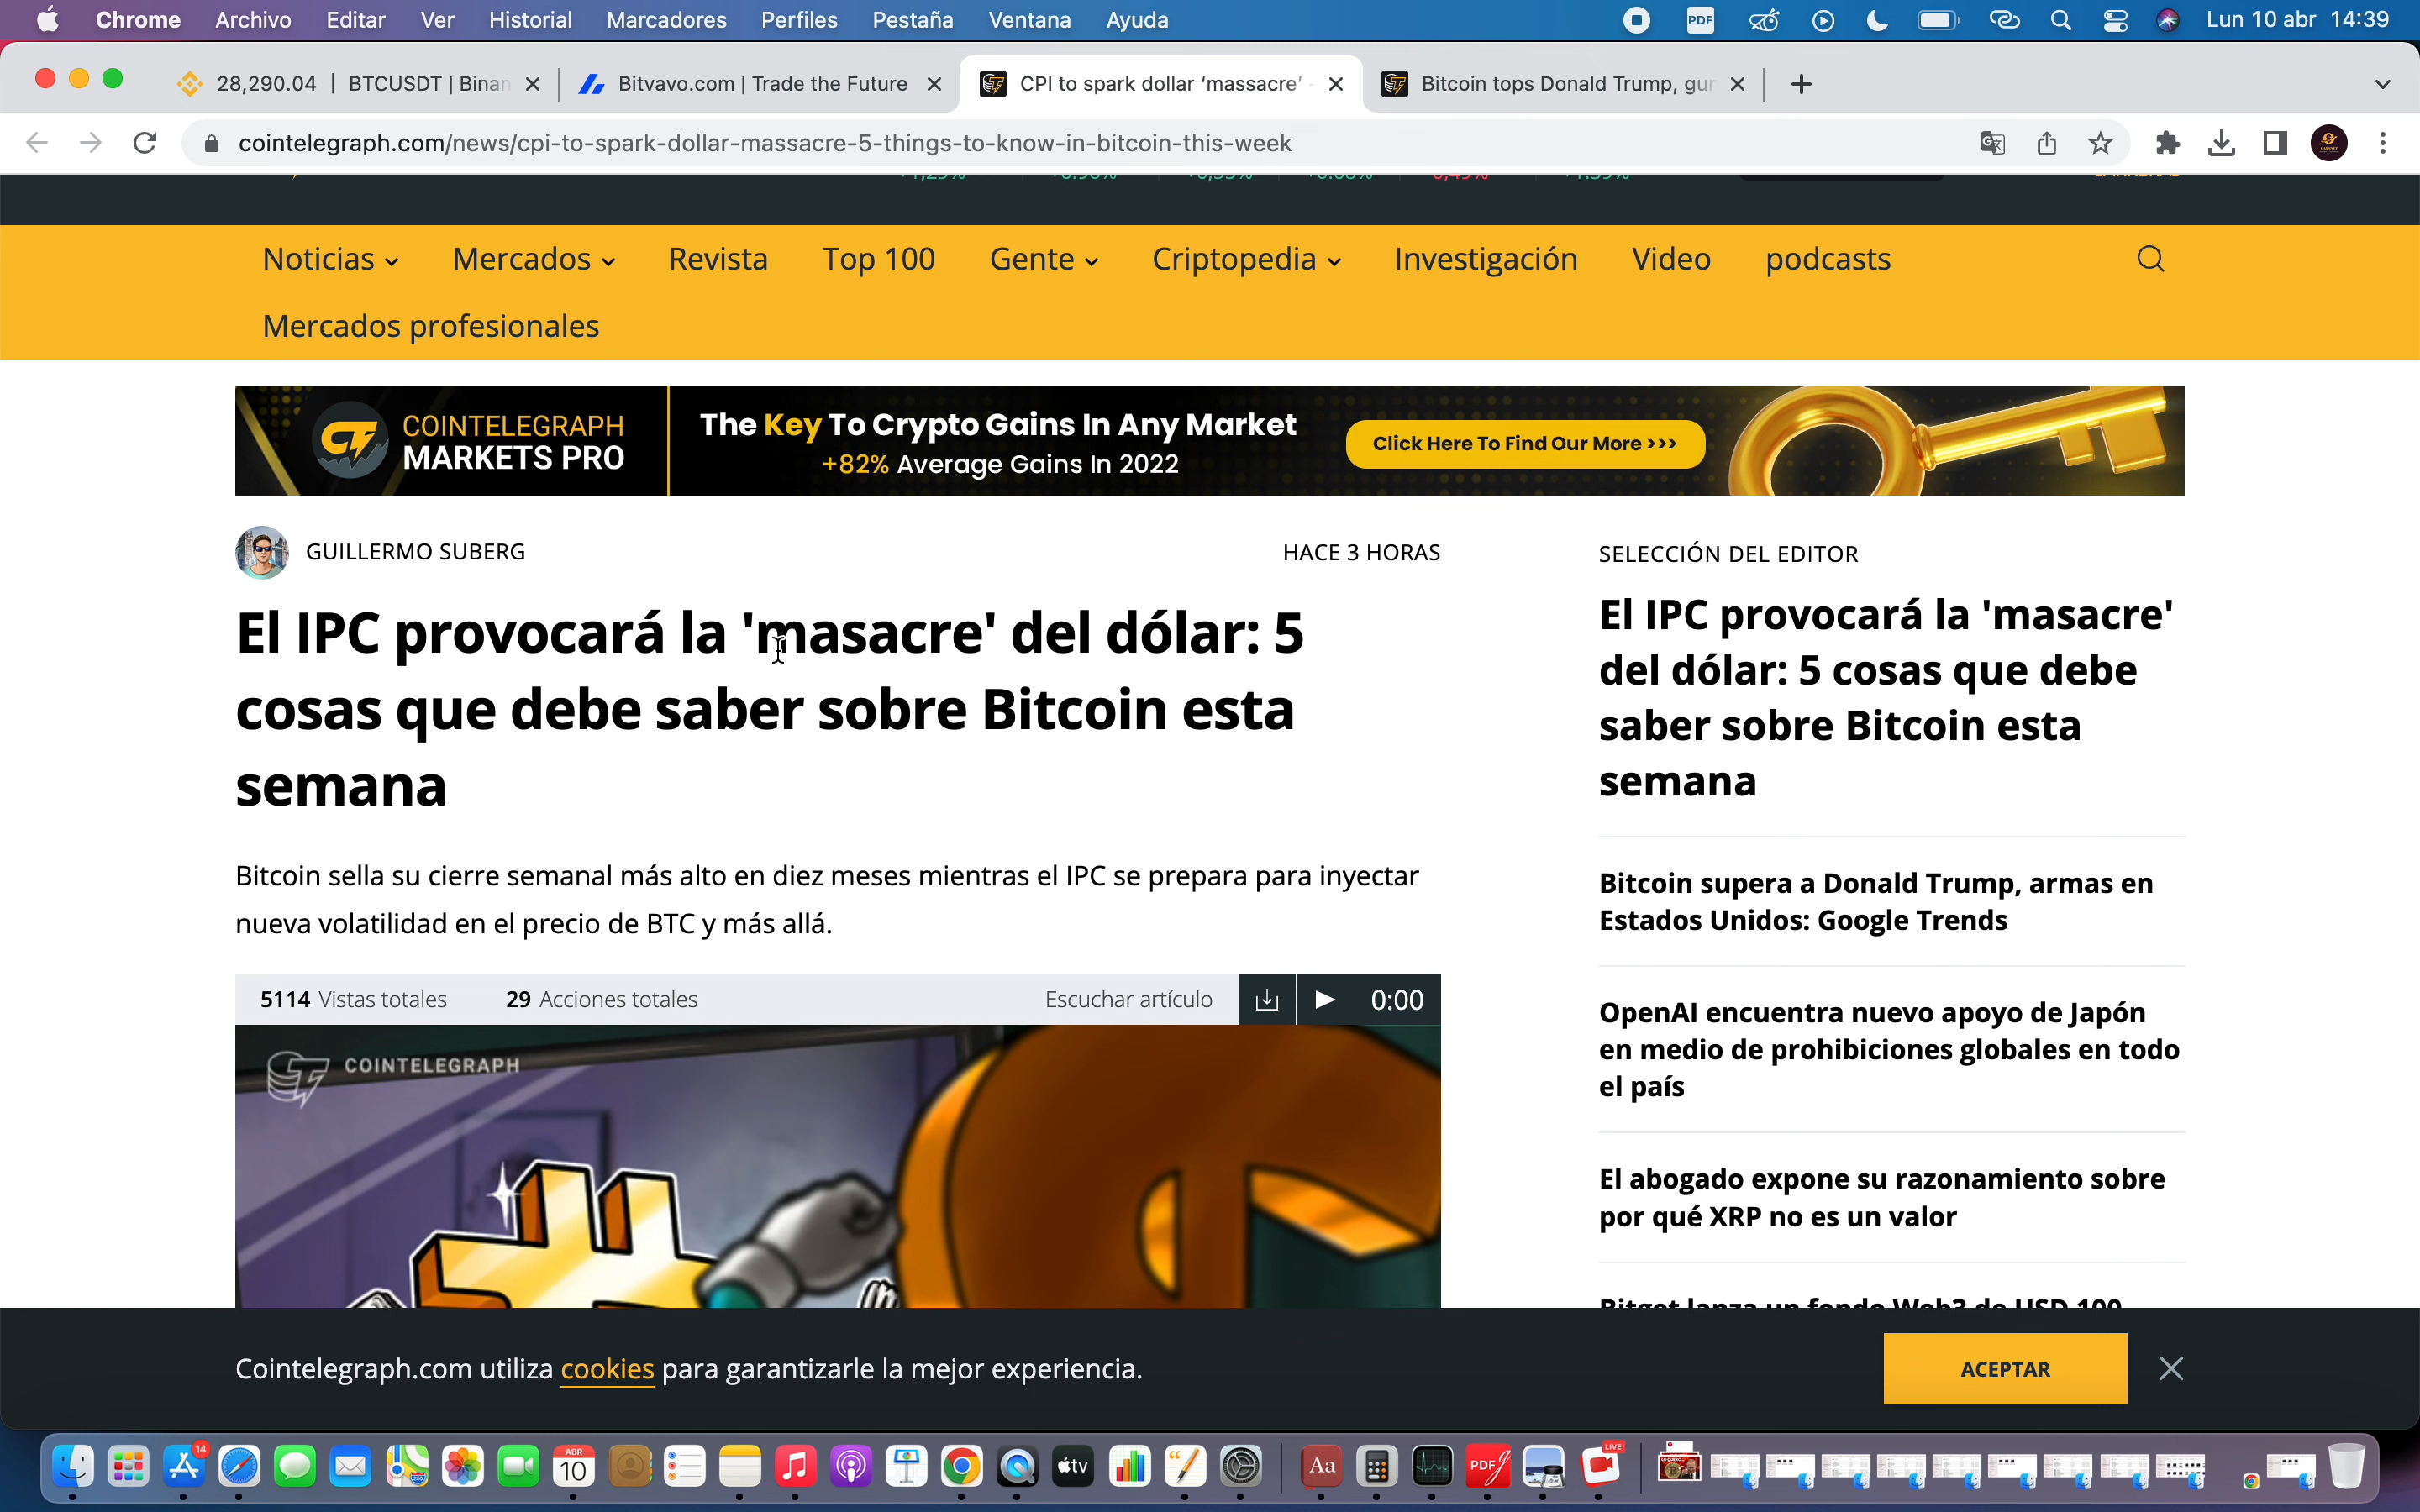 Chrome Archivo Editar Ver Historial Marcadores Perfiles Pestaña Ventana Ayuda PDF Lun 10 abr 14:39
28,290.04 | BTCUSDT | Binan Bitvavo.com | Trade the Future CPI to spark dollar ‘massacre’ Bitcoin tops Donald Trump, gun
cointelegraph.com/news/cpi-to-spark-dollar-massacre-5-things-to-know-in-bitcoin-this-week
Noticias Mercados Revista Top 100 Gente Criptopedia Investigación Video podcasts
Mercados profesionales
COINTELEGRAPH
MARKETS PRO
The Key To Crypto Gains In Any Market
+82% Average Gains In 2022
Click Here To Find Our More >>>
GUILLERMO SUBERG HACE 3 HORAS
El IPC provocará la 'masacre' del dólar: 5
cosas que debe saber sobre Bitcoin esta
semana
Bitcoin sella su cierre semanal más alto en diez meses mientras el IPC se prepara para inyectar
nueva volatilidad en el precio de BTC y más allá.
5114 Vistas totales 29 Acciones totales Escuchar artículo 0:00
COINTELEGRAPH
SELECCIÓN DEL EDITOR
El IPC provocará la 'masacre'
del dólar: 5 cosas que debe
saber sobre Bitcoin esta
semana
Bitcoin supera a Donald Trump, armas en
Estados Unidos: Google Trends
OpenAI encuentra nuevo apoyo de Japón
en medio de prohibiciones globales en todo
el país
El abogado expone su razonamiento sobre
por qué XRP no es un valor
Bitget lanza un fondo Web3 de USD 100
Cointelegraph.com utiliza cookies para garantizarle la mejor experiencia.
ACEPTAR
14 ABR 10 tv Aa PDF LIVE